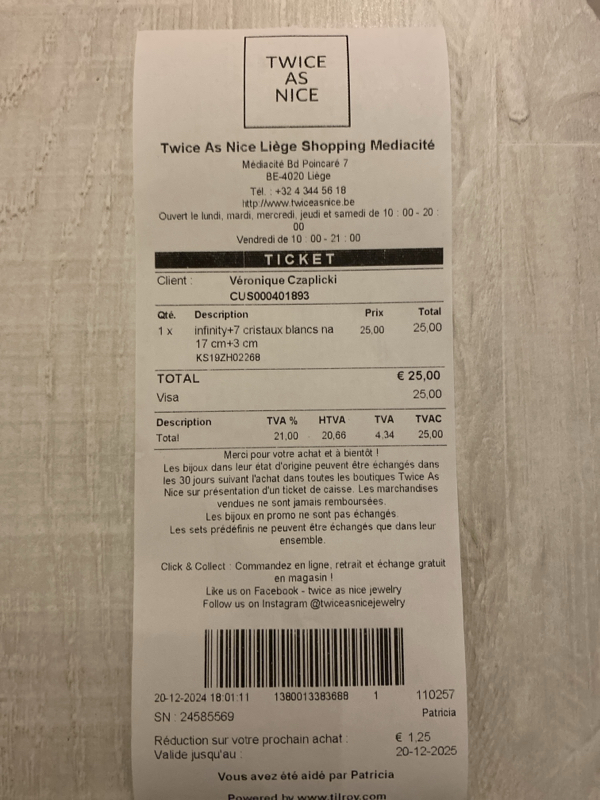 TWICE
AS
NICE
Twice As Nice Liège Shopping Mediacité
Médiacité Bd Poincaré 7
BE-4020 Liège
Tél. : +32 4 344 56 18
http://www.twiceasnice.be
Ouvert le lundi, mardi, mercredi, jeudi et samedi de 10 : 00 - 20 :
00
Vendredi de 10 : 00 - 21 : 00
TICKET
Client : Véronique Czaplicki
CUS000401893
Qté. Description Prix Total
1 x infinity+7 cristaux blancs na 25,00 25,00
17 cm+3 cm
KS19ZH02268
TOTAL € 25,00
Visa 25,00
Description TVA % HTVA TVA TVAC
Total 21,00 20,66 4,34 25,00
Merci pour votre achat et à bientôt !
Les bijoux dans leur état d'origine peuvent être échangés dans
les 30 jours suivant l'achat dans toutes les boutiques Twice As
Nice sur présentation d'un ticket de caisse. Les marchandises
vendues ne sont jamais remboursées.
Les bijoux en promo ne sont pas échangés.
Les sets prédéfinis ne peuvent être échangés que dans leur
ensemble.
Click & Collect : Commandez en ligne, retrait et échange gratuit
en magasin !
Like us on Facebook - twice as nice jewelry
Follow us on Instagram @twiceasnicejewelry
20-12-2024 18:01:11 1380013383688 1 110257
SN : 24585569 Patricia
Réduction sur votre prochain achat : € 1,25
Valide jusqu'au : 20-12-2025
Vous avez été aidé par Patricia
Powered by www.tilroy.com